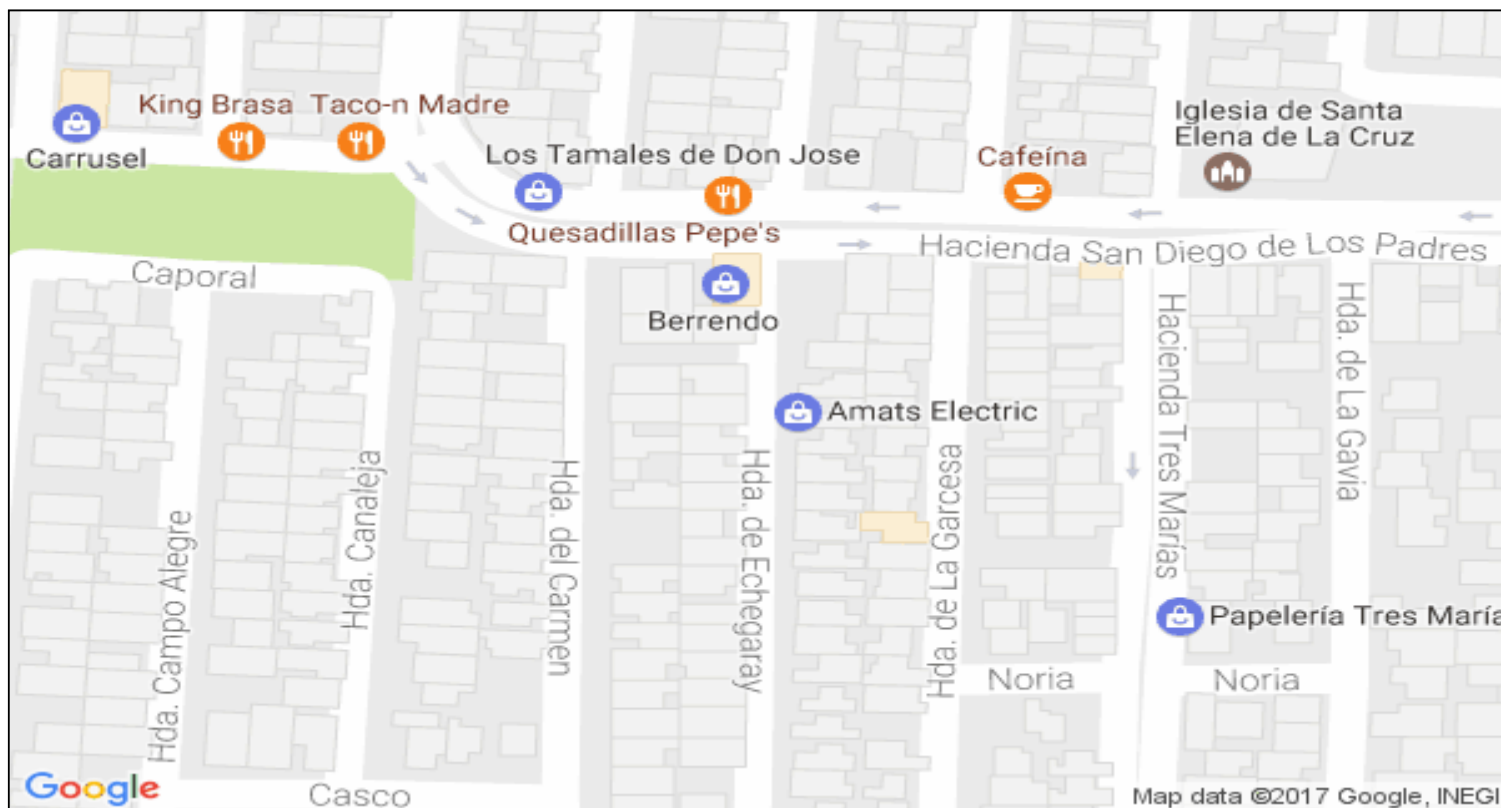 King Brasa
Taco-n Madre
Carrusel
Los Tamales de Don Jose
Cafeína
Iglesia de Santa
Elena de La Cruz
Quesadillas Pepe's
Hacienda San Diego de Los Padres
Caporal
Berrendo
Amats Electric
Hda. Campo Alegre
Hda. Canaleja
Hda. del Carmen
Hda. de Echegaray
Hda. de La Garcesa
Hacienda Tres Marías
Hda. de La Gavia
Papelería Tres María
Noria
Noria
Google
Casco
Map data ©2017 Google, INEGI